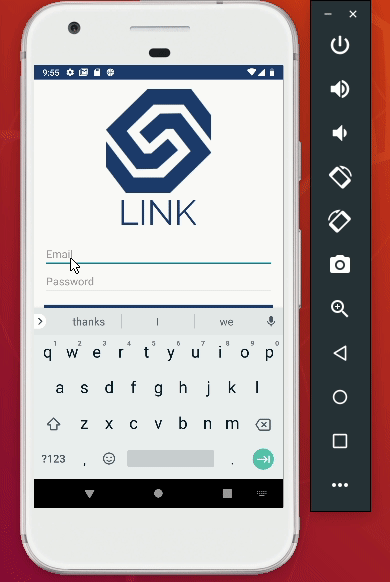 9:55
LINK
Email
Password
thanks I we
q 1 w 2 e 3 r 4 t 5 y 6 u 7 i 8 o 9 p 0
a s d f g h j k l
z x c v b n m
?123 , .